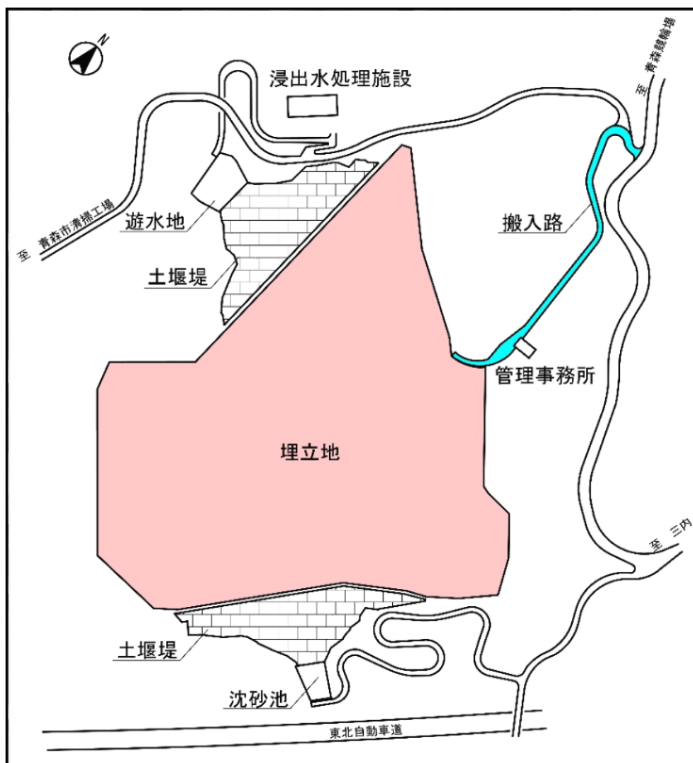 至 青森競輪場
浸出水処理施設
遊水地
搬入路
至 青森市清掃工場
土堰堤
管理事務所
埋立地
至 三内
土堰堤
沈砂池
東北自動車道